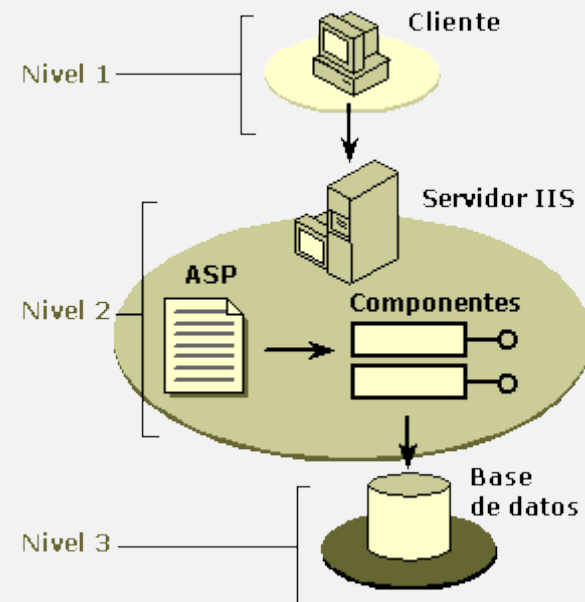 Cliente
Nivel 1
Servidor IIS
ASP
Componentes
Nivel 2
Base
de datos
Nivel 3